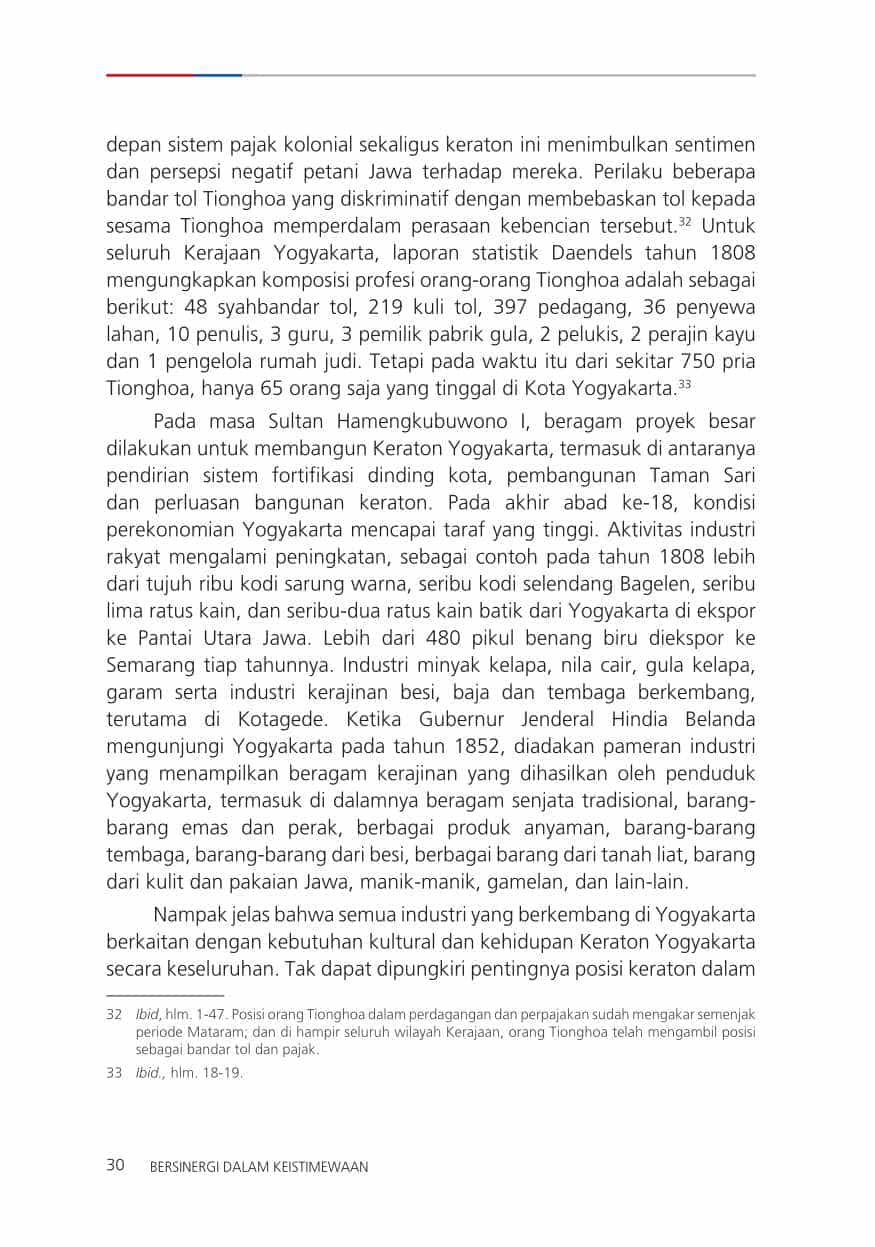 depan sistem pajak kolonial sekaligus keraton ini menimbulkan sentimen
dan persepsi negatif petani Jawa terhadap mereka. Perilaku beberapa
bandar tol Tionghoa yang diskriminatif dengan membebaskan tol kepada
sesama Tionghoa memperdalam perasaan kebencian tersebut.³² Untuk
seluruh Kerajaan Yogyakarta, laporan statistik Daendels tahun 1808
mengungkapkan komposisi profesi orang-orang Tionghoa adalah sebagai
berikut: 48 syahbandar tol, 219 kuli tol, 397 pedagang, 36 penyewa
lahan, 10 penulis, 3 guru, 3 pemilik pabrik gula, 2 pelukis, 2 perajin kayu
dan 1 pengelola rumah judi. Tetapi pada waktu itu dari sekitar 750 pria
Tionghoa, hanya 65 orang saja yang tinggal di Kota Yogyakarta.³³
Pada masa Sultan Hamengkubuwono I, beragam proyek besar
dilakukan untuk membangun Keraton Yogyakarta, termasuk di antaranya
pendirian sistem fortifikasi dinding kota, pembangunan Taman Sari
dan perluasan bangunan keraton. Pada akhir abad ke-18, kondisi
perekonomian Yogyakarta mencapai taraf yang tinggi. Aktivitas industri
rakyat mengalami peningkatan, sebagai contoh pada tahun 1808 lebih
dari tujuh ribu kodi sarung warna, seribu kodi selendang Bagelen, seribu
lima ratus kain, dan seribu-dua ratus kain batik dari Yogyakarta di ekspor
ke Pantai Utara Jawa. Lebih dari 480 pikul benang biru diekspor ke
Semarang tiap tahunnya. Industri minyak kelapa, nila cair, gula kelapa,
garam serta industri kerajinan besi, baja dan tembaga berkembang,
terutama di Kotagede. Ketika Gubernur Jenderal Hindia Belanda
mengunjungi Yogyakarta pada tahun 1852, diadakan pameran industri
yang menampilkan beragam kerajinan yang dihasilkan oleh penduduk
Yogyakarta, termasuk di dalamnya beragam senjata tradisional, barang-
barang emas dan perak, berbagai produk anyaman, barang-barang
tembaga, barang-barang dari besi, berbagai barang dari tanah liat, barang
dari kulit dan pakaian Jawa, manik-manik, gamelan, dan lain-lain.
Nampak jelas bahwa semua industri yang berkembang di Yogyakarta
berkaitan dengan kebutuhan kultural dan kehidupan Keraton Yogyakarta
secara keseluruhan. Tak dapat dipungkiri pentingnya posisi keraton dalam
32 Ibid, hlm. 1-47. Posisi orang Tionghoa dalam perdagangan dan perpajakan sudah mengakar semenjak
periode Mataram; dan di hampir seluruh wilayah Kerajaan, orang Tionghoa telah mengambil posisi
sebagai bandar tol dan pajak.
33 Ibid., hlm. 18-19.
30 BERSINERGI DALAM KEISTIMEWAAN